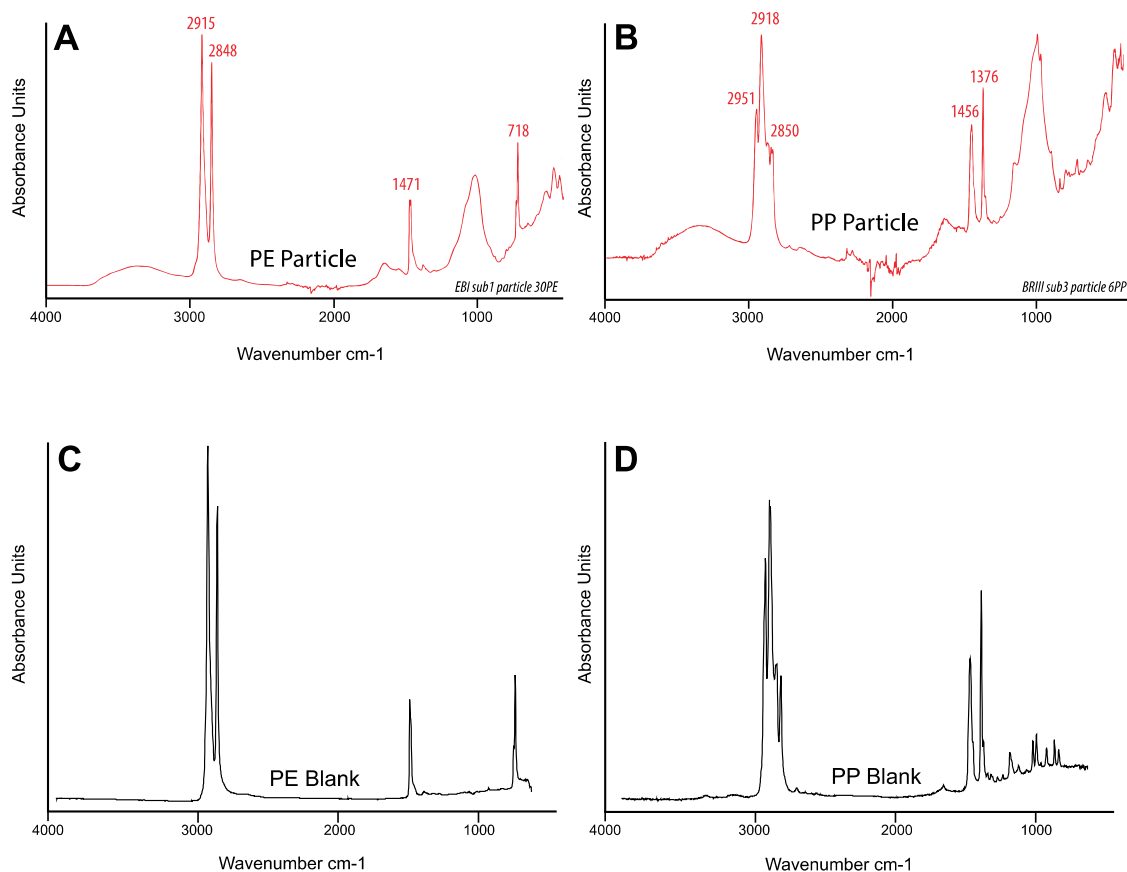 A
2915
2848
718
1471
PE Particle
EBI sub1 particle 30PE
Absorbance Units
4000
3000
2000
1000
Wavenumber cm-1
B
2918
2951
2850
1376
1456
PP Particle
BRIII sub3 particle 6PP
Absorbance Units
4000
3000
2000
1000
Wavenumber cm-1
C
PE Blank
Absorbance Units
4000
3000
2000
1000
Wavenumber cm-1
D
PP Blank
Absorbance Units
4000
3000
2000
1000
Wavenumber cm-1